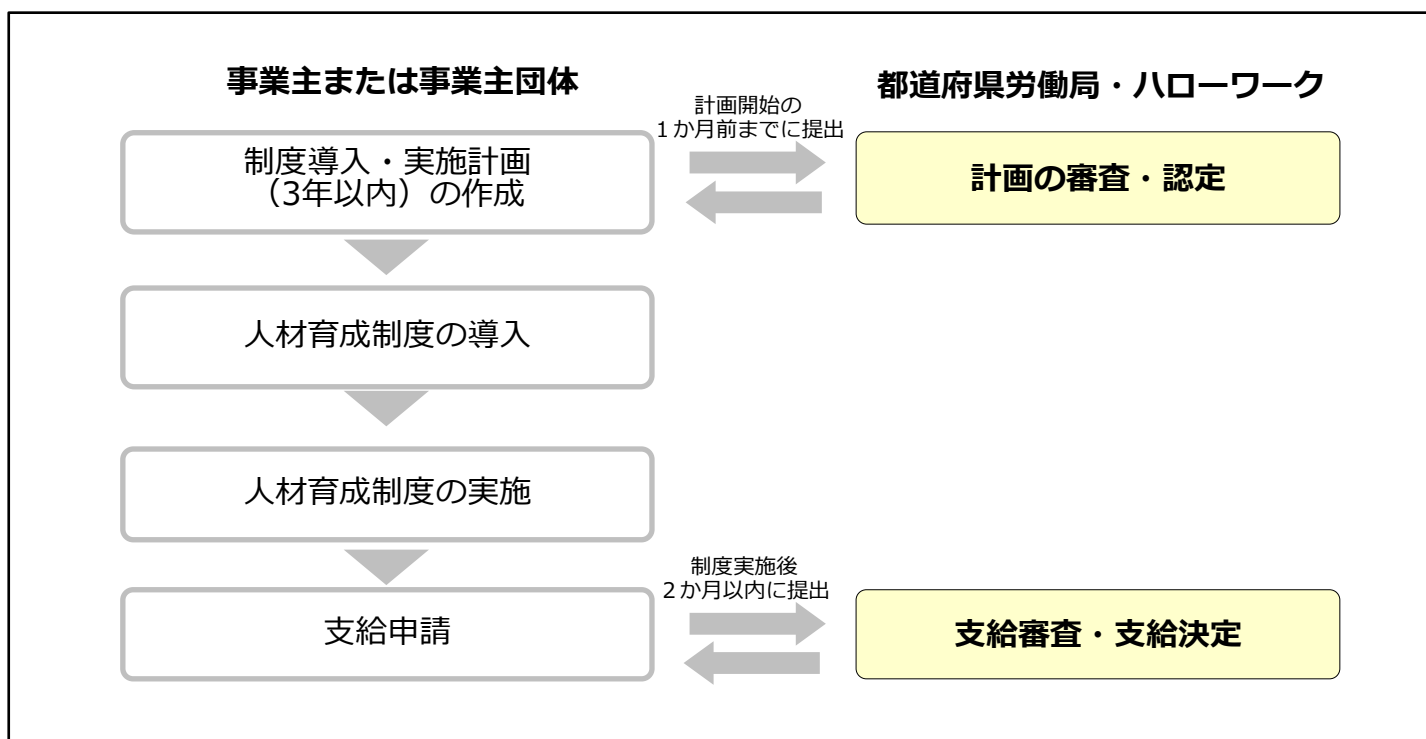 事業主または事業主団体
都道府県労働局・ハローワーク
計画開始の
１か月前までに提出
制度導入・実施計画
（3年以内）の作成
計画の審査・認定
人材育成制度の導入
人材育成制度の実施
制度実施後
２か月以内に提出
支給申請
支給審査・支給決定